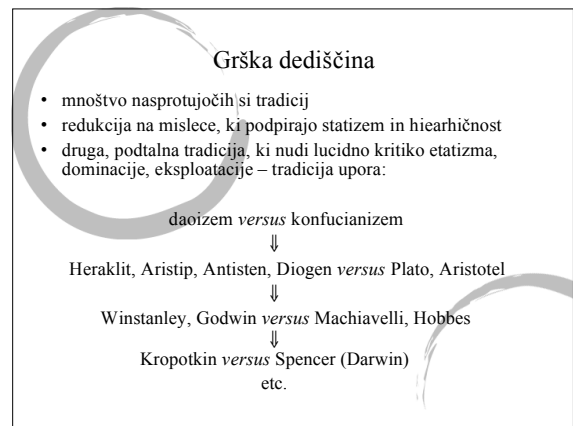 Grška dediščina
• mnoštvo nasprotujočih si tradicij
• redukcija na mislece, ki podpirajo statizem in hiearhičnost
• druga, podtalna tradicija, ki nudi lucidno kritiko etatizma,
dominacije, eksploatacije – tradicija upora:
daoizem versus konfucianizem
⇓
Heraklit, Aristip, Antisten, Diogen versus Plato, Aristotel
⇓
Winstanley, Godwin versus Machiavelli, Hobbes
⇓
Kropotkin versus Spencer (Darwin)
etc.